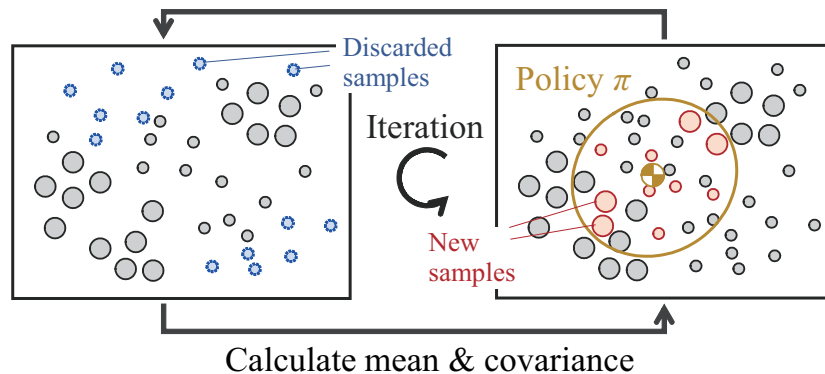 Discarded
samples
Policy π
Iteration
New
samples
Calculate mean & covariance